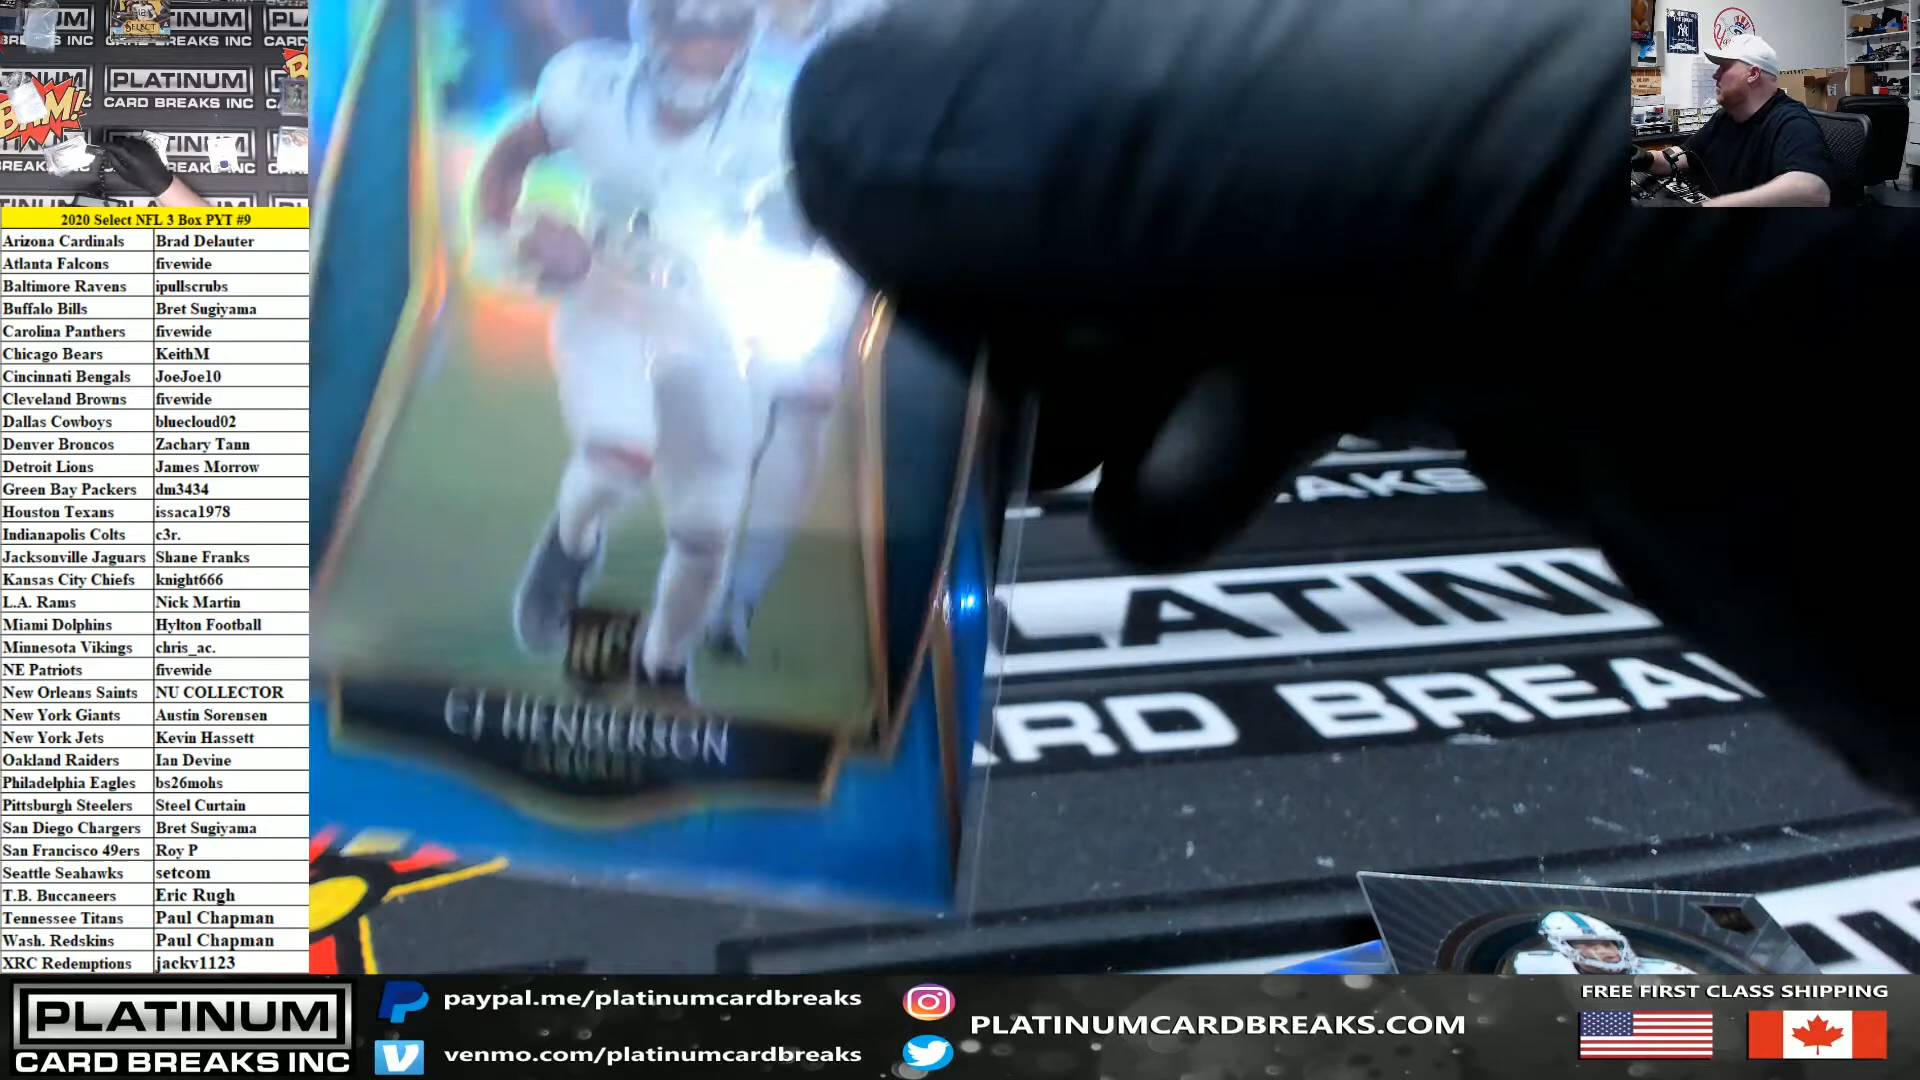 PLATINUM
CARD BREAKS INC
SELECT
BAM!
2020 Select NFL 3 Box PYT #9
Arizona Cardinals Brad Delauter
Atlanta Falcons fivewide
Baltimore Ravens ipullscrubs
Buffalo Bills Bret Sugiyama
Carolina Panthers fivewide
Chicago Bears KeithM
Cincinnati Bengals JoeJoe10
Cleveland Browns fivewide
Dallas Cowboys bluecloud02
Denver Broncos Zachary Tann
Detroit Lions James Morrow
Green Bay Packers dm3434
Houston Texans issaca1978
Indianapolis Colts c3r.
Jacksonville Jaguars Shane Franks
Kansas City Chiefs knight666
L.A. Rams Nick Martin
Miami Dolphins Hylton Football
Minnesota Vikings chris_ac.
NE Patriots fivewide
New Orleans Saints NU COLLECTOR
New York Giants Austin Sorensen
New York Jets Kevin Hassett
Oakland Raiders Ian Devine
Philadelphia Eagles bs26mohs
Pittsburgh Steelers Steel Curtain
San Diego Chargers Bret Sugiyama
San Francisco 49ers Roy P
Seattle Seahawks setcom
T.B. Buccaneers Eric Rugh
Tennessee Titans Paul Chapman
Wash. Redskins Paul Chapman
XRC Redemptions jackv1123
CJ HENDERSON
AKS
LATINU
ARD BREA
PLATINUM
CARD BREAKS INC
paypal.me/platinumcardbreaks
venmo.com/platinumcardbreaks
PLATINUMCARDBREAKS.COM
FREE FIRST CLASS SHIPPING